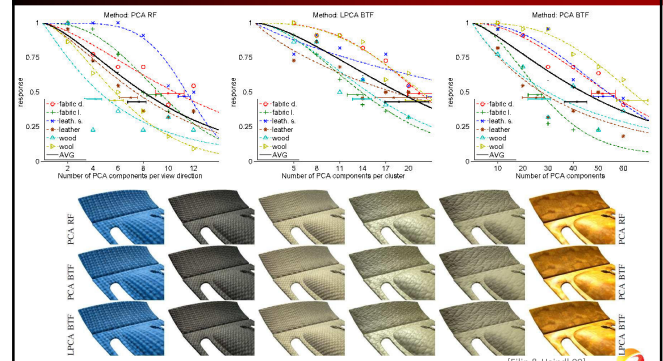 Method: PCA RF
1
0.75
response
0.5
0.25
0
fabric d.
fabric l.
leath. s.
leather
wood
wool
AVG
2 4 6 8 10 12
Number of PCA components per view direction
Method: LPCA BTF
1
0.75
response
0.5
0.25
0
fabric d.
fabric l.
leath. s.
leather
wood
wool
AVG
5 8 11 14 17 20
Number of PCA components per cluster
Method: PCA BTF
1
0.75
response
0.5
0.25
0
fabric d.
fabric l.
leath. s.
leather
wood
wool
AVG
10 20 30 40 50 60
Number of PCA components
PCA RF
PCA RF
PCA BTF
PCA BTF
LPCA BTF
LPCA BTF